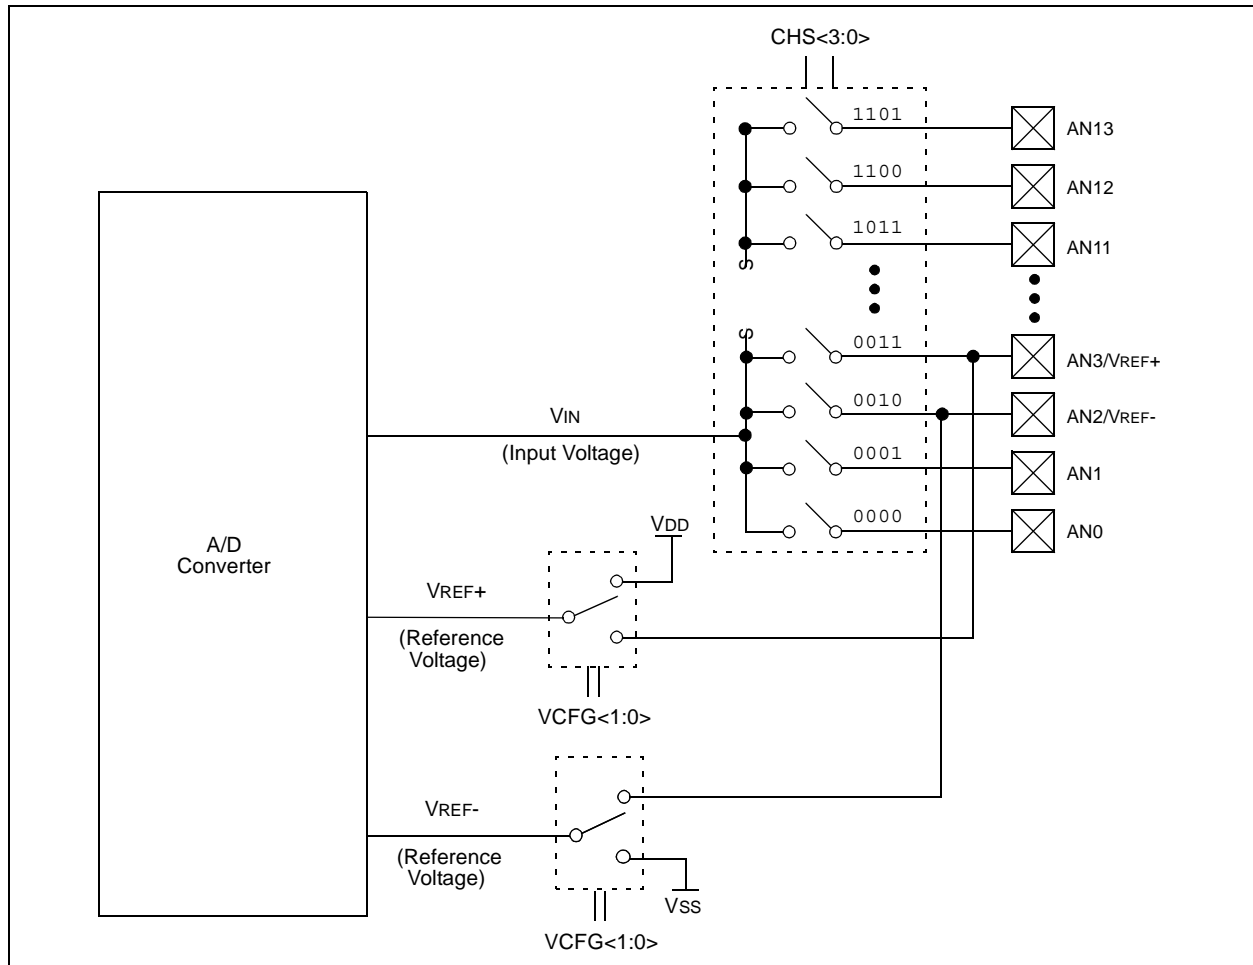 CHS<3:0>
1101
AN13
1100
AN12
1011
AN11
0011
AN3/VREF+
0010
AN2/VREF-
VIN
(Input Voltage)
0001
AN1
0000
AN0
VDD
A/D
Converter
VREF+
(Reference
Voltage)
VCFG<1:0>
VREF-
(Reference
Voltage)
VSS
VCFG<1:0>